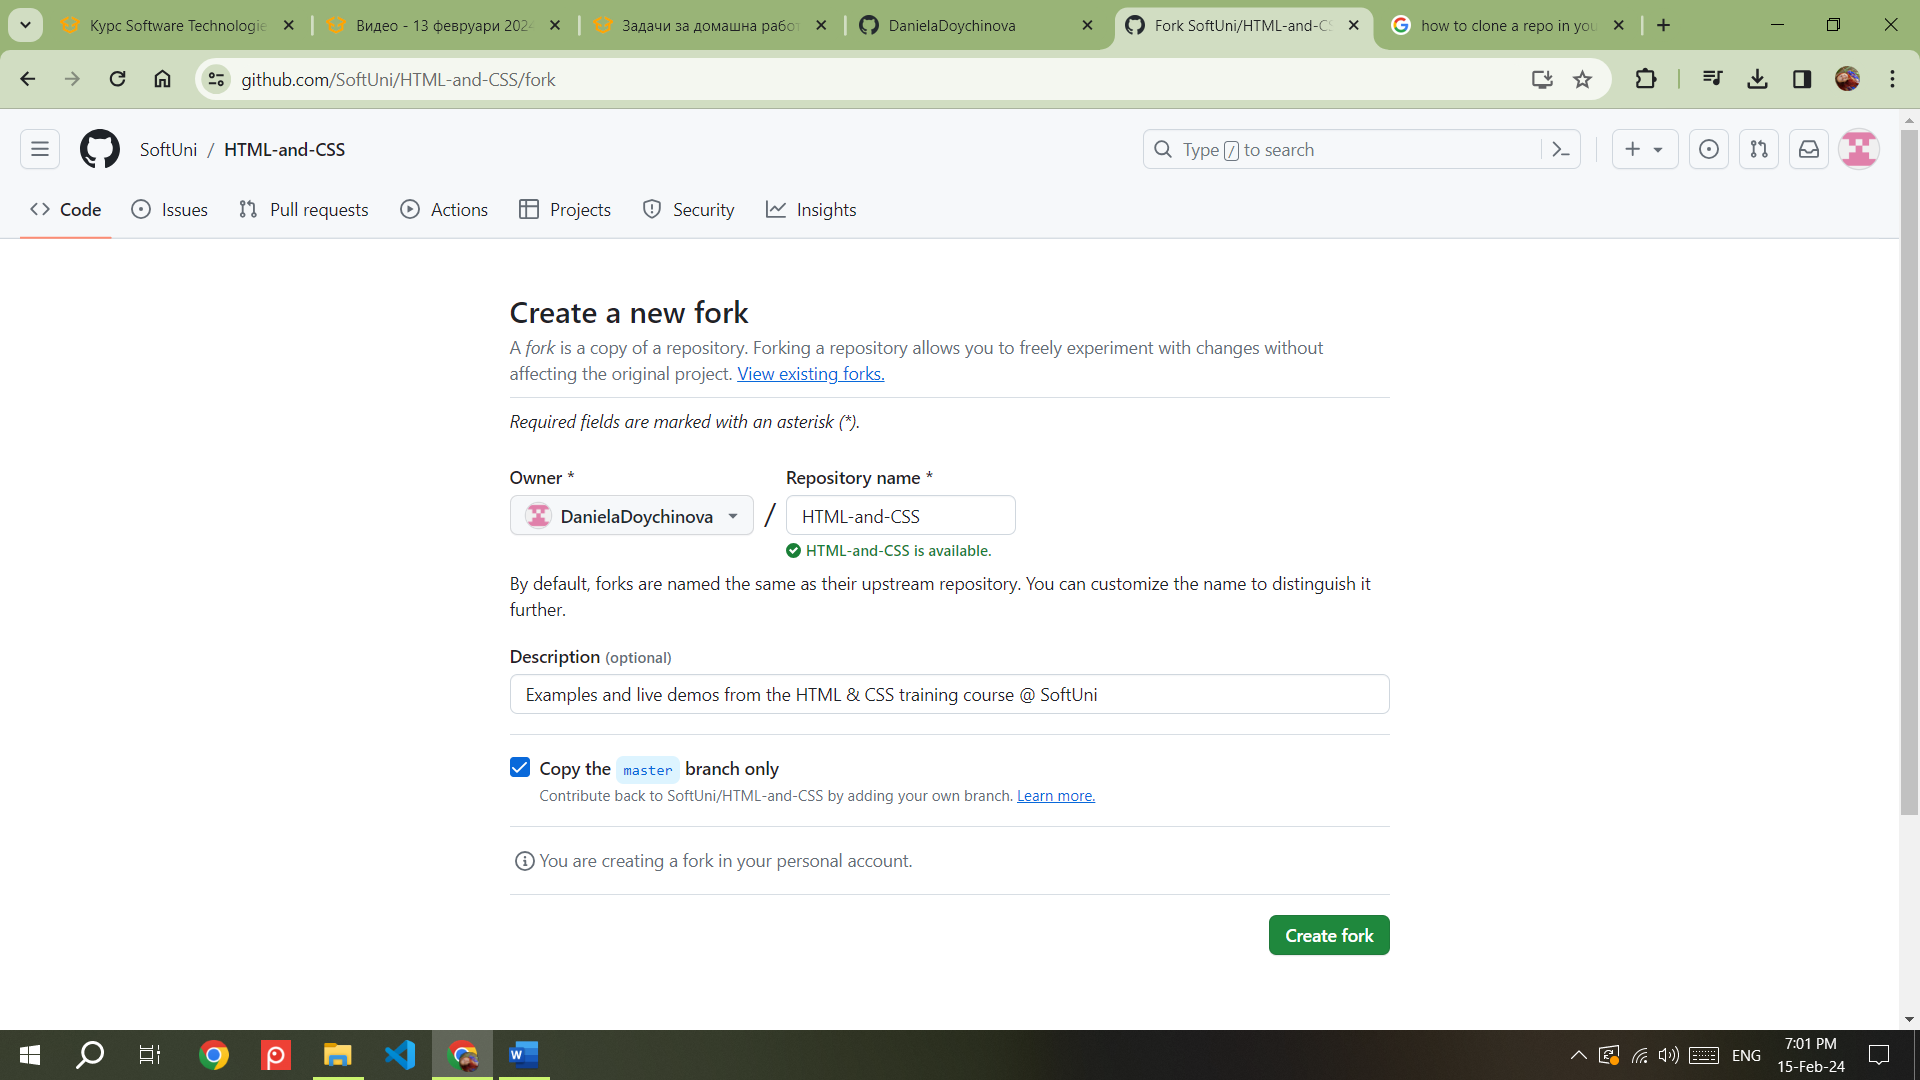 Курс Software Technologie
Видео - 13 февруари 2024
Задачи за домашна работ
DanielaDoychinova
Fork SoftUni/HTML-and-CS
how to clone a repo in you
github.com/SoftUni/HTML-and-CSS/fork
SoftUni / HTML-and-CSS
Type / to search
Code
Issues
Pull requests
Actions
Projects
Security
Insights
Create a new fork
A fork is a copy of a repository. Forking a repository allows you to freely experiment with changes without
affecting the original project. View existing forks.
Required fields are marked with an asterisk (*).
Owner *
Repository name *
DanielaDoychinova
/
HTML-and-CSS
HTML-and-CSS is available.
By default, forks are named the same as their upstream repository. You can customize the name to distinguish it
further.
Description (optional)
Examples and live demos from the HTML & CSS training course @ SoftUni
Copy the master branch only
Contribute back to SoftUni/HTML-and-CSS by adding your own branch. Learn more.
You are creating a fork in your personal account.
Create fork
ENG
7:01 PM
15-Feb-24